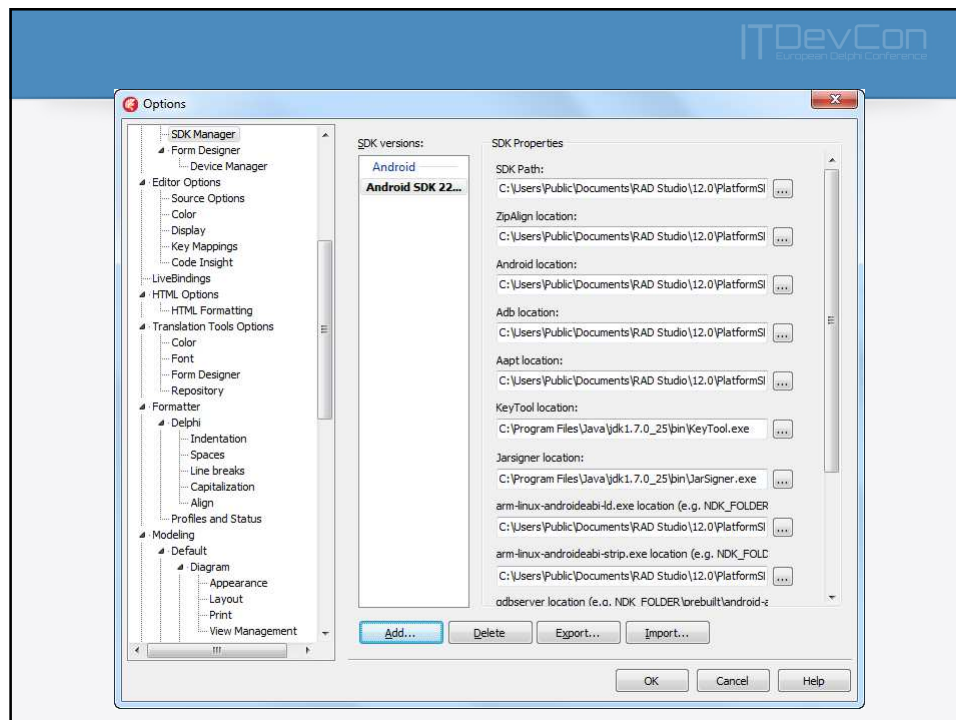 ITDevCon
European Delphi Conference
Options
SDK Manager
Form Designer
Device Manager
Editor Options
Source Options
Color
Display
Key Mappings
Code Insight
LiveBindings
HTML Options
HTML Formatting
Translation Tools Options
Color
Font
Form Designer
Repository
Formatter
Delphi
Indentation
Spaces
Line breaks
Capitalization
Align
Profiles and Status
Modeling
Default
Diagram
Appearance
Layout
Print
View Management
SDK versions:
Android
Android SDK 22...
SDK Properties
SDK Path:
C:\Users\Public\Documents\RAD Studio\12.0\PlatformSI
...
ZipAlign location:
C:\Users\Public\Documents\RAD Studio\12.0\PlatformSI
...
Android location:
C:\Users\Public\Documents\RAD Studio\12.0\PlatformSI
...
Adb location:
C:\Users\Public\Documents\RAD Studio\12.0\PlatformSI
...
Aapt location:
C:\Users\Public\Documents\RAD Studio\12.0\PlatformSI
...
KeyTool location:
C:\Program Files\Java\jdk1.7.0_25\bin\KeyTool.exe
...
Jarsigner location:
C:\Program Files\Java\jdk1.7.0_25\bin\JarSigner.exe
...
arm-linux-androideabi-ld.exe location (e.g. NDK_FOLDER
C:\Users\Public\Documents\RAD Studio\12.0\PlatformSI
...
arm-linux-androideabi-strip.exe location (e.g. NDK_FOLD
C:\Users\Public\Documents\RAD Studio\12.0\PlatformSI
...
gdbserver location (e.g. NDK_FOLDER\prebuilt\android-a
Add...
Delete
Export...
Import...
OK
Cancel
Help